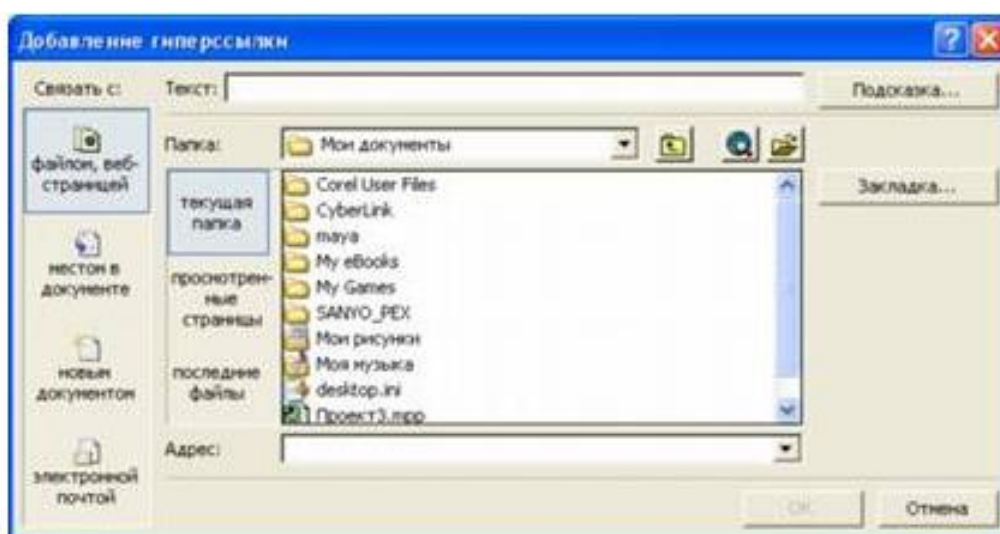 Добавление гиперссылки
Связать с:
Текст:
Подсказка...
файлом, веб-
страницей
Папка:
Мои документы
Закладка...
текущая
папка
Corel User Files
CyberLink
maya
My eBooks
My Games
SANYO_PEX
Мои рисунки
Моя музыка
desktop.ini
Проект3.mpp
местом в
документе
просмотрен-
ные
страницы
новым
документом
последние
файлы
Адрес:
электронной
почтой
OK
Отмена